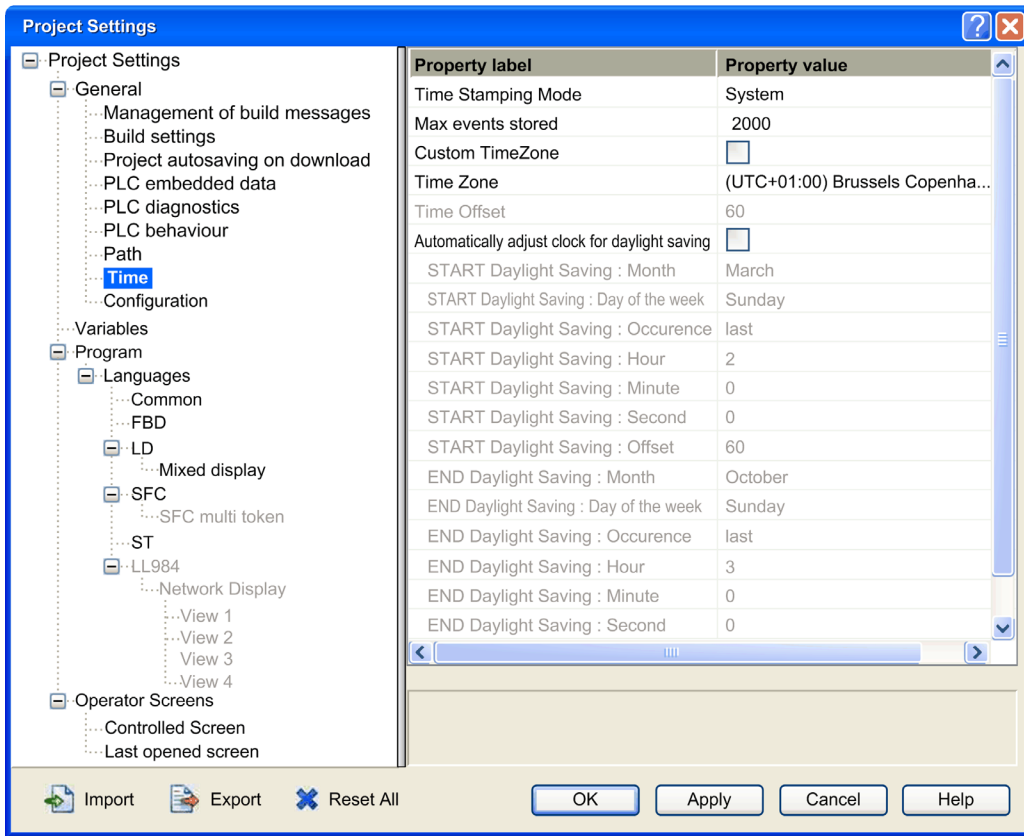 Project Settings
Project Settings
General
Management of build messages
Build settings
Project autosaving on download
PLC embedded data
PLC diagnostics
PLC behaviour
Path
Time
Configuration
Variables
Program
Languages
Common
FBD
LD
Mixed display
SFC
SFC multi token
ST
LL984
Network Display
View 1
View 2
View 3
View 4
Operator Screens
Controlled Screen
Last opened screen
Property label Property value
Time Stamping Mode System
Max events stored 2000
Custom TimeZone
Time Zone (UTC+01:00) Brussels Copenha...
Time Offset 60
Automatically adjust clock for daylight saving
START Daylight Saving : Month March
START Daylight Saving : Day of the week Sunday
START Daylight Saving : Occurence last
START Daylight Saving : Hour 2
START Daylight Saving : Minute 0
START Daylight Saving : Second 0
START Daylight Saving : Offset 60
END Daylight Saving : Month October
END Daylight Saving : Day of the week Sunday
END Daylight Saving : Occurence last
END Daylight Saving : Hour 3
END Daylight Saving : Minute 0
END Daylight Saving : Second 0
Import Export Reset All OK Apply Cancel Help